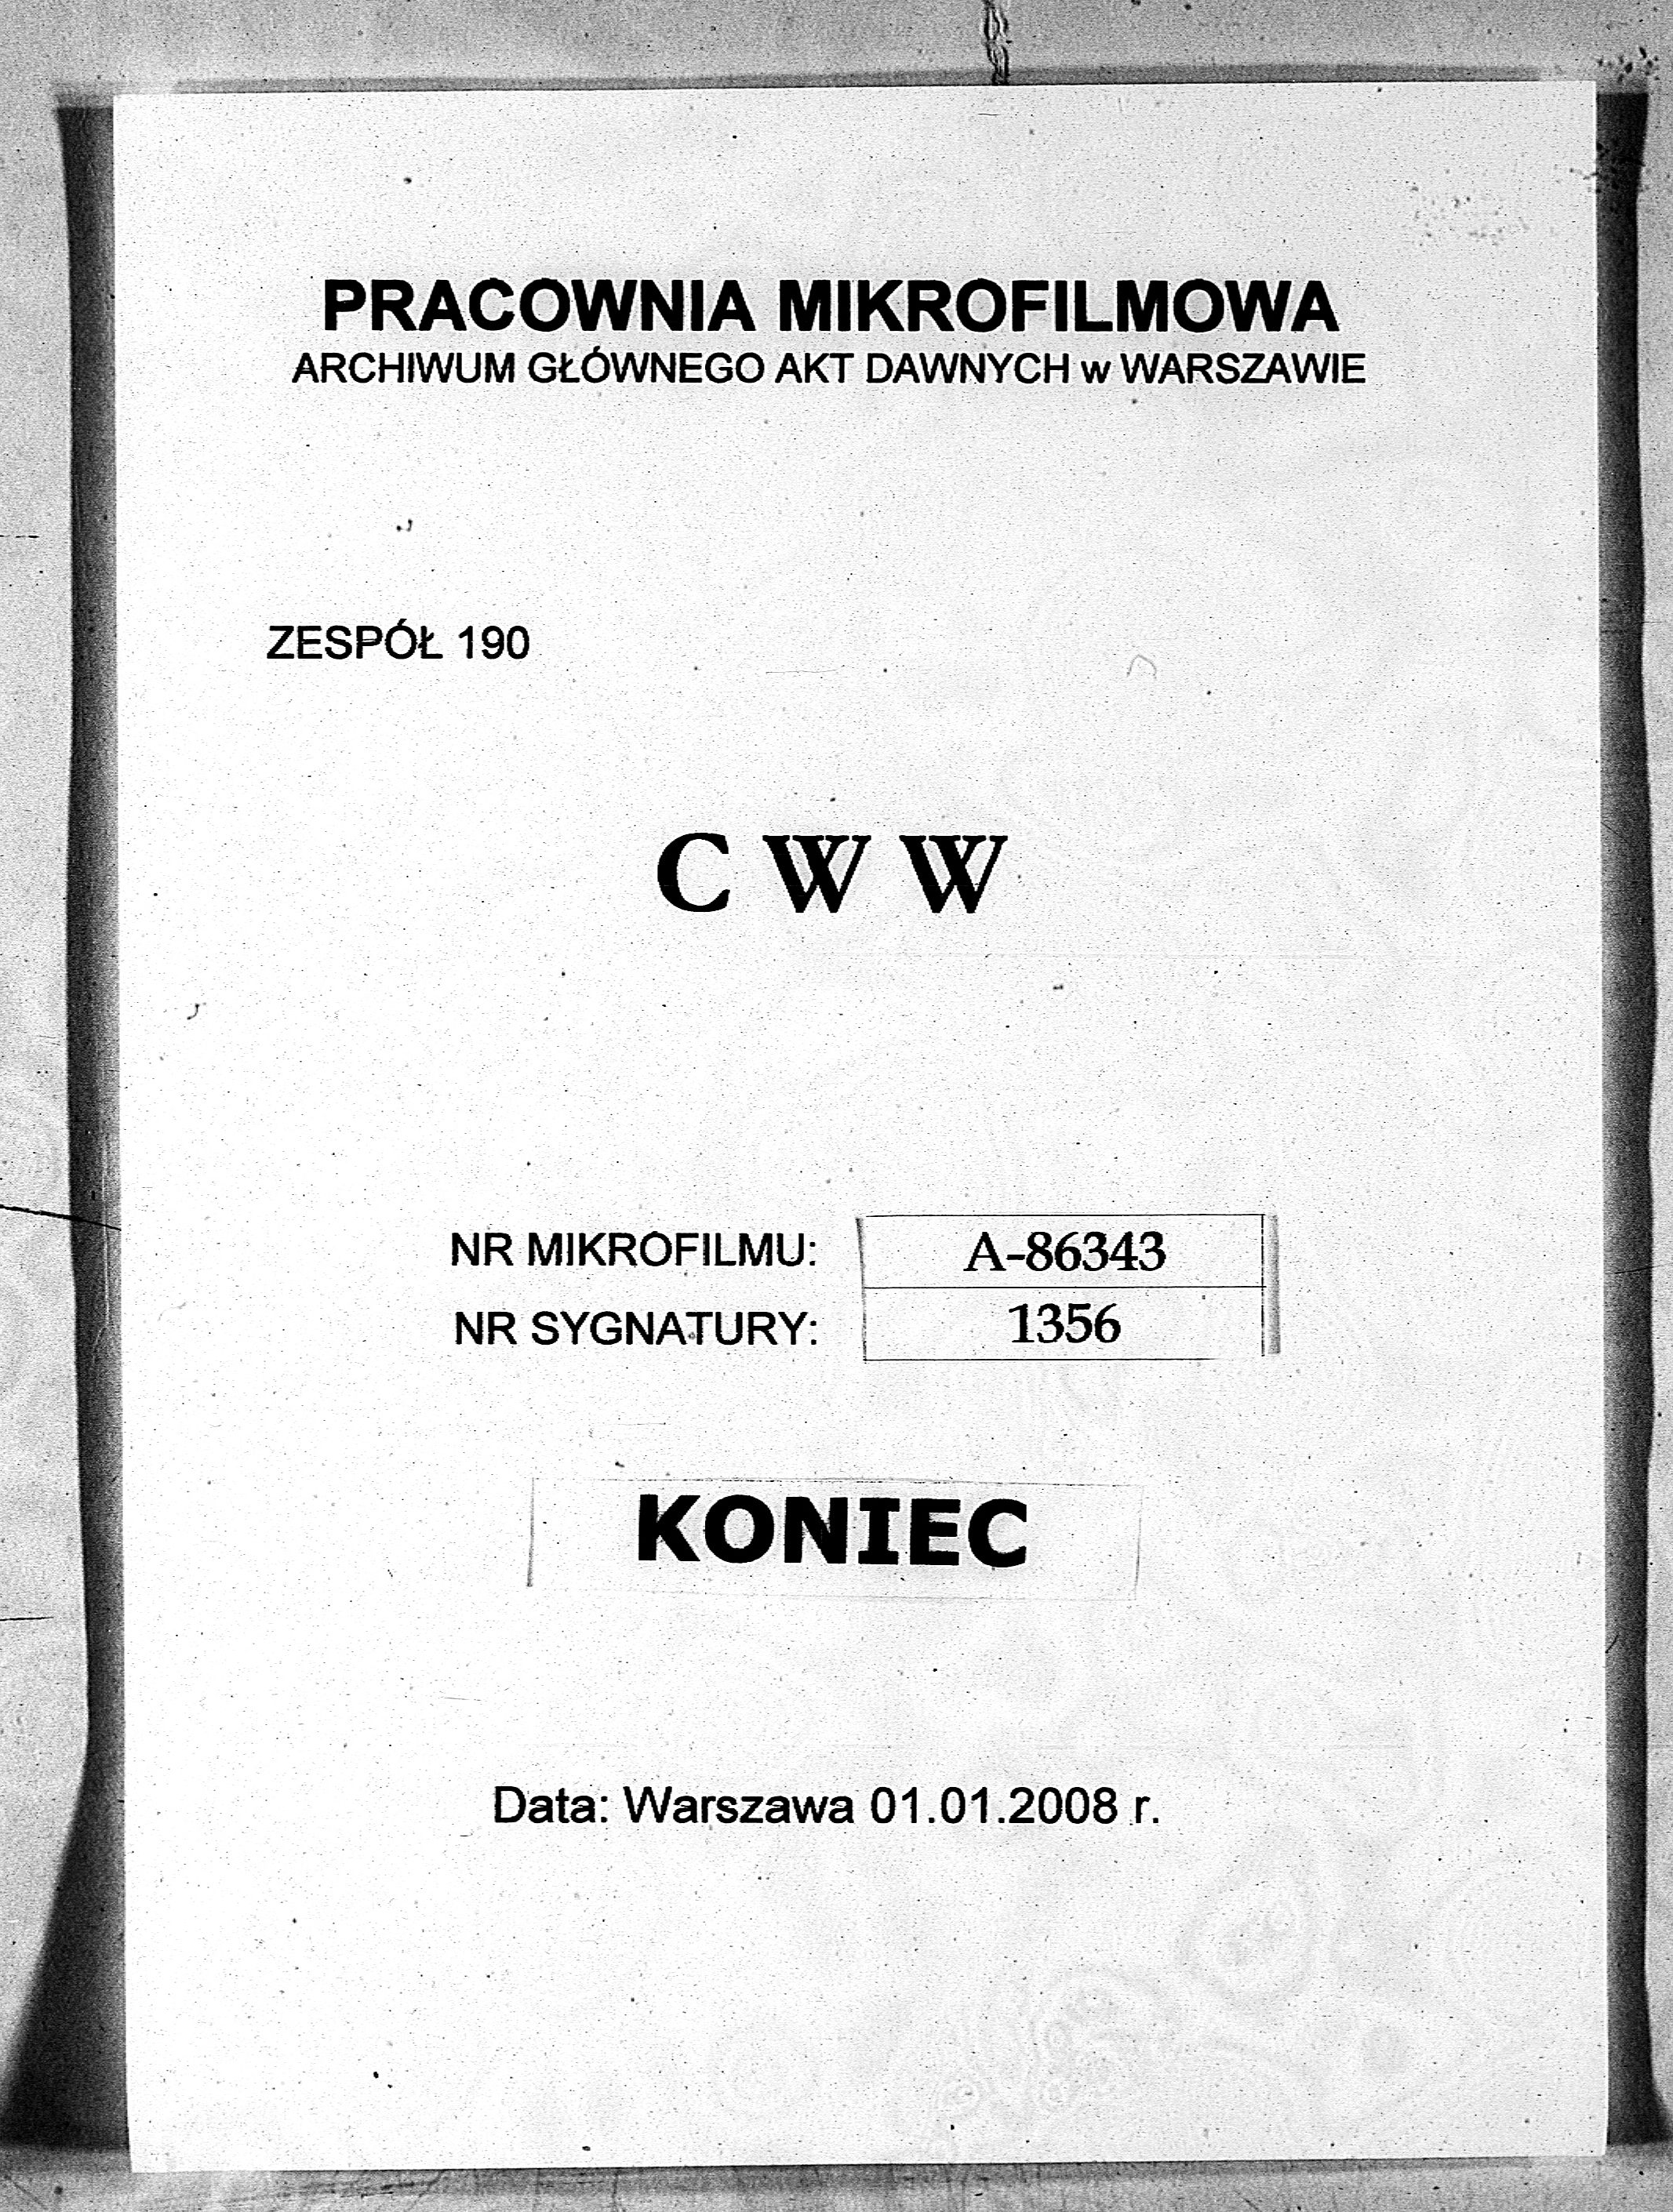 PRACOWNIA MIKROFILMOWA
ARCHIWUM GŁÓWNEGO AKT DAWNYCH w WARSZAWIE
ZESPÓŁ 190
C W W
NR MIKROFILMU: A-86343
NR SYGNATURY: 1356
KONIEC
Data: Warszawa 01.01.2008 r.